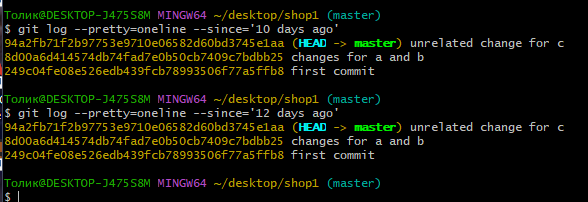 Толик@DESKTOP-J475S8M MINGW64 ~/desktop/shop1 (master)
$ git log --pretty=oneline --since='10 days ago'
94a2fb71f2b97753e9710e06582d60bd3745e1aa (HEAD -> master) unrelated change for c
8d00a6d414574db74fad7e0b50cb7409c7bdbb25 changes for a and b
249c04fe08e526edb439fcb78993506f77a5ffb8 first commit
Толик@DESKTOP-J475S8M MINGW64 ~/desktop/shop1 (master)
$ git log --pretty=oneline --since='12 days ago'
94a2fb71f2b97753e9710e06582d60bd3745e1aa (HEAD -> master) unrelated change for c
8d00a6d414574db74fad7e0b50cb7409c7bdbb25 changes for a and b
249c04fe08e526edb439fcb78993506f77a5ffb8 first commit
Толик@DESKTOP-J475S8M MINGW64 ~/desktop/shop1 (master)
$